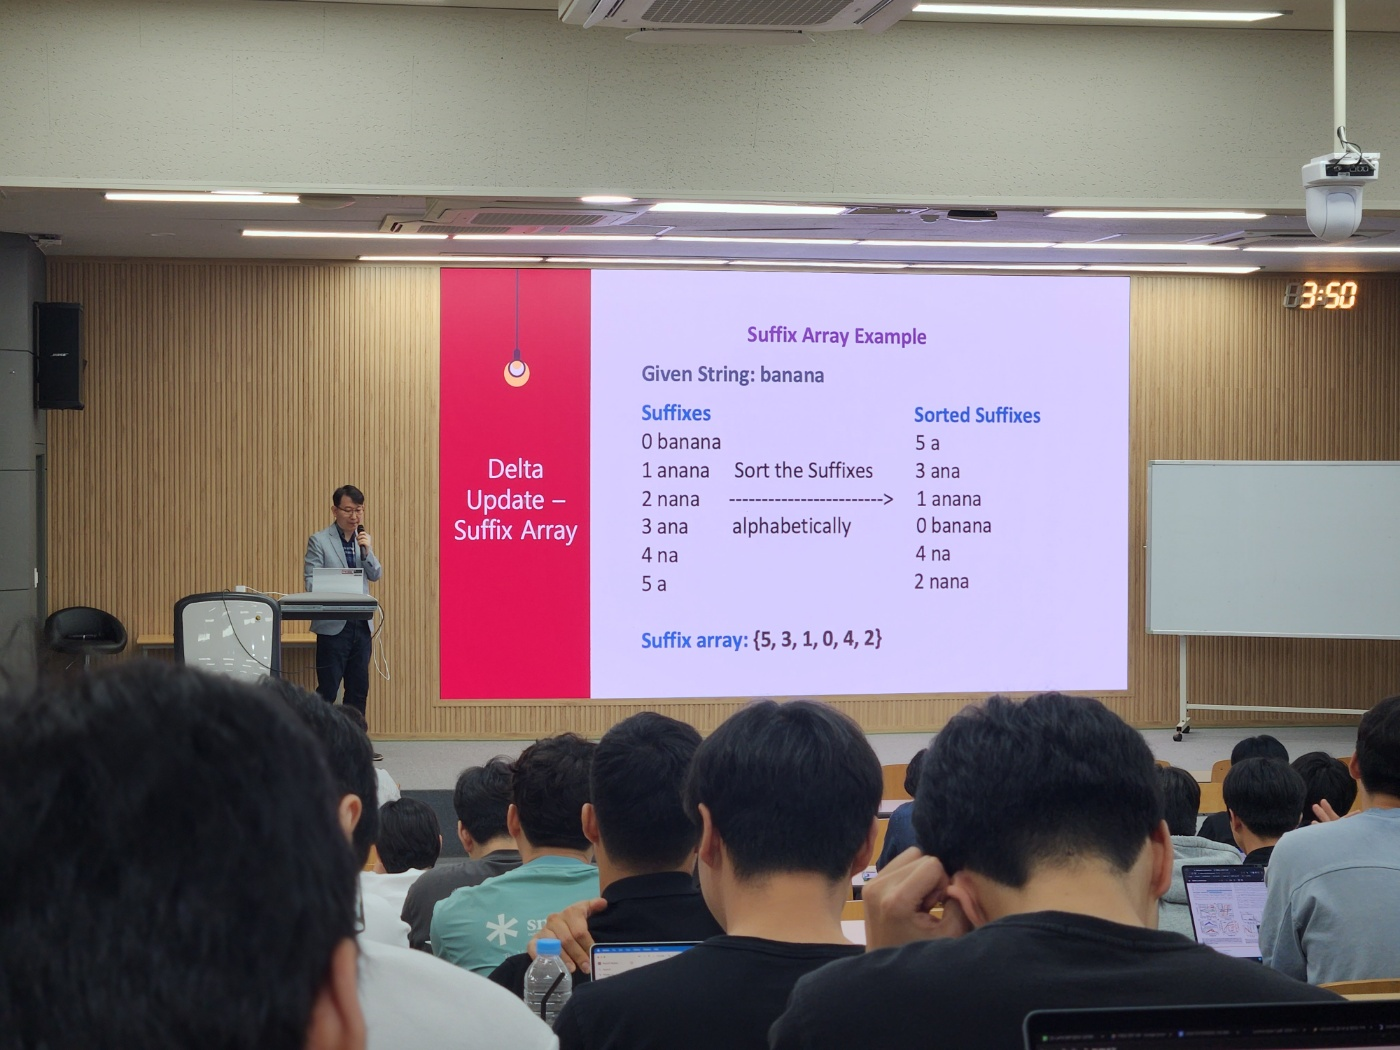 3:50
Suffix Array Example
Given String: banana
Suffixes
0 banana
1 anana
2 nana
3 ana
4 na
5 a
Sort the Suffixes
------------------------>
alphabetically
Sorted Suffixes
5 a
3 ana
1 anana
0 banana
4 na
2 nana
Suffix array: {5, 3, 1, 0, 4, 2}
Delta
Update –
Suffix Array